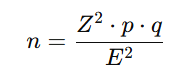 n = Z² · p · q / E²